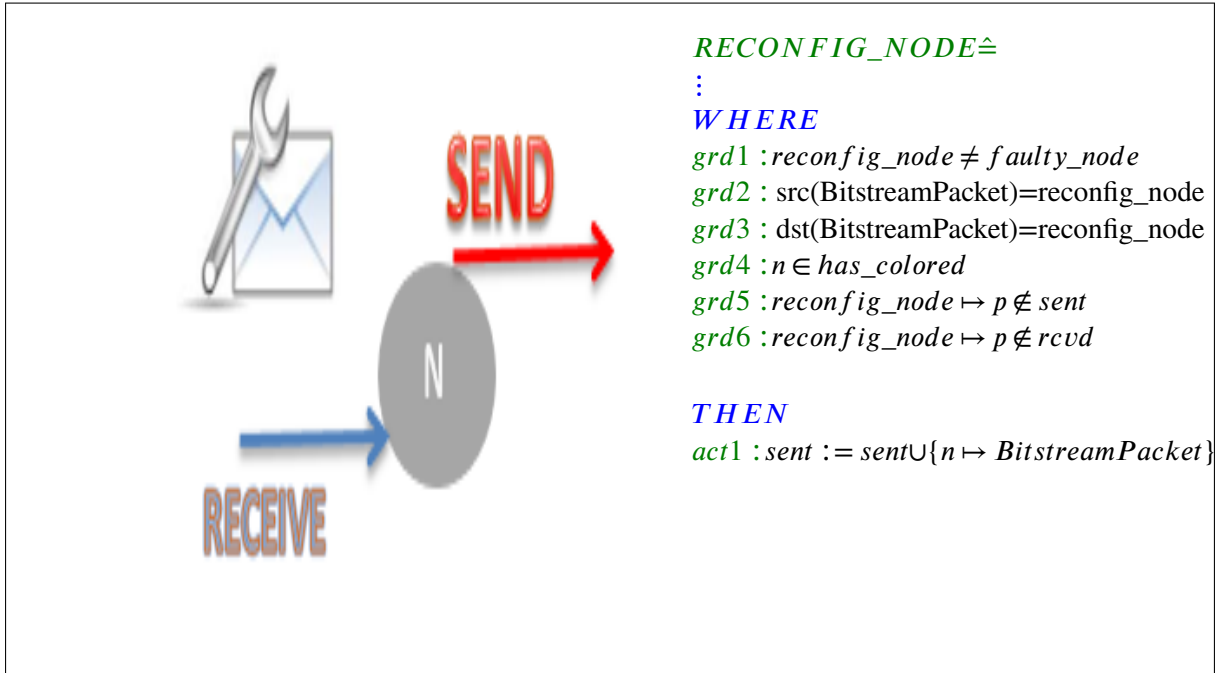 SEND
N
RECEIVE
RECONFIG_NODE≙
⋮
WHERE
grd1 : reconfig_node ≠ faulty_node
grd2 : src(BitstreamPacket)=reconfig_node
grd3 : dst(BitstreamPacket)=reconfig_node
grd4 : n ∈ has_colored
grd5 : reconfig_node ↦ p ∉ sent
grd6 : reconfig_node ↦ p ∉ rcvd
THEN
act1 : sent := sent∪{n ↦ BitstreamPacket}